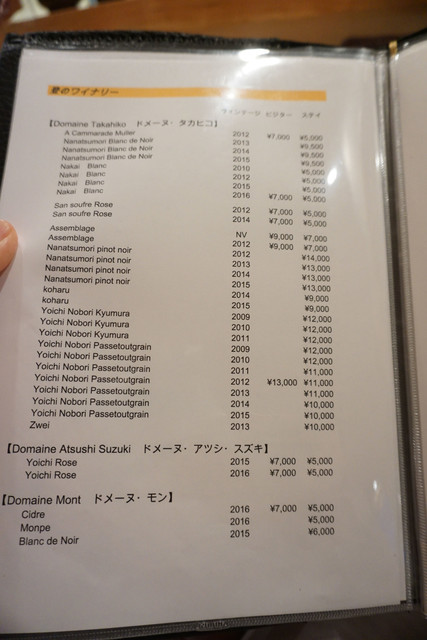 のワイナリー
ヴィンテージ ビジター ステイ
【Domaine Takahiko ドメーヌ・タカヒコ】
A Cammarade Muller 2012 ¥7,000 ¥5,000
Nanatsumori Blanc de Noir 2013 ¥9,500
Nanatsumori Blanc de Noir 2014 ¥9,500
Nanatsumori Blanc de Noir 2015 ¥9,500
Nakai Blanc 2010 ¥6,000
Nakai Blanc 2012 ¥5,000
Nakai Blanc 2015 ¥5,000
Nakai Blanc 2016 ¥7,000 ¥5,000
San soufre Rose 2012 ¥7,000 ¥5,000
San soufre Rose 2014 ¥7,000 ¥5,000
Assemblage NV ¥9,000 ¥7,000
Assemblage 2012 ¥9,000 ¥7,000
Nanatsumori pinot noir 2012 ¥14,000
Nanatsumori pinot noir 2013 ¥13,000
Nanatsumori pinot noir 2014 ¥13,000
Nanatsumori pinot noir 2015 ¥13,000
koharu 2014 ¥9,000
koharu 2015 ¥9,000
Yoichi Nobori Kyumura 2009 ¥12,000
Yoichi Nobori Kyumura 2010 ¥12,000
Yoichi Nobori Kyumura 2011 ¥12,000
Yoichi Nobori Passetoutgrain 2009 ¥12,000
Yoichi Nobori Passetoutgrain 2010 ¥12,000
Yoichi Nobori Passetoutgrain 2011 ¥11,000
Yoichi Nobori Passetoutgrain 2012 ¥13,000 ¥11,000
Yoichi Nobori Passetoutgrain 2013 ¥11,000
Yoichi Nobori Passetoutgrain 2014 ¥10,000
Yoichi Nobori Passetoutgrain 2015 ¥10,000
Zwei 2013 ¥10,000
【Domaine Atsushi Suzuki ドメーヌ・アツシ・スズキ】
Yoichi Rose 2015 ¥7,000 ¥5,000
Yoichi Rose 2016 ¥7,000 ¥5,000
【Domaine Mont ドメーヌ・モン】
Cidre 2016 ¥7,000 ¥5,000
Monpe 2016 ¥5,000
Blanc de Noir 2015 ¥6,000